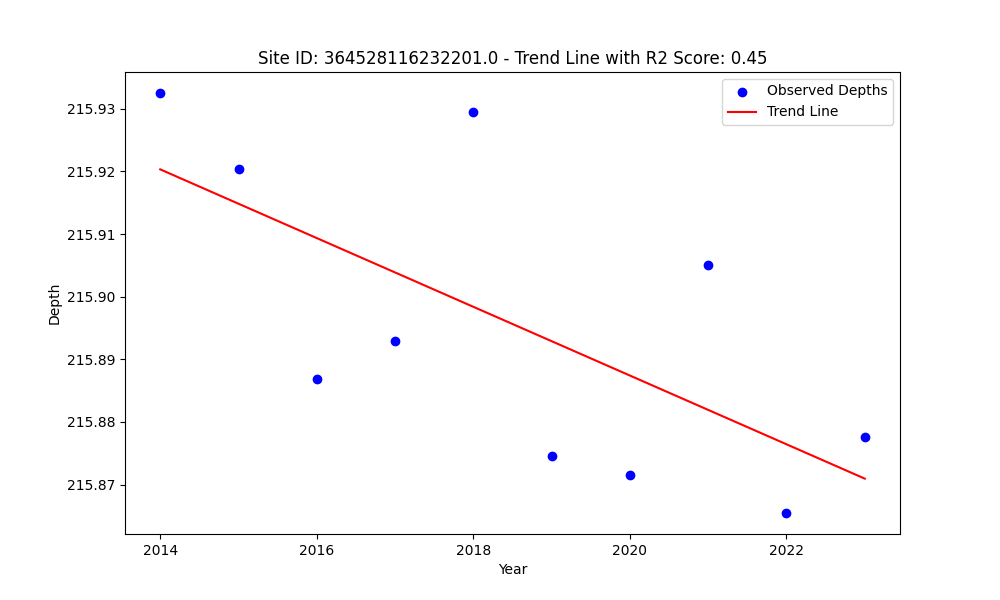 Site ID: 364528116232201.0 - Trend Line with R2 Score: 0.45
Observed Depths
Trend Line
215.93
215.92
215.91
215.90
215.89
215.88
215.87
Depth
2014
2016
2018
2020
2022
Year